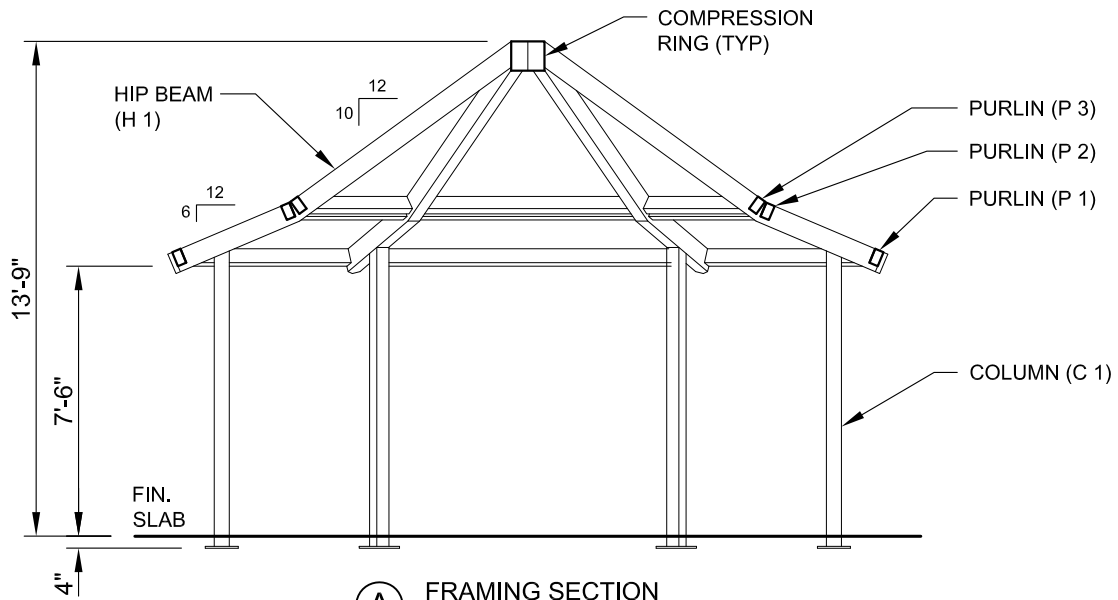 COMPRESSION
RING (TYP)
12
10
HIP BEAM
(H 1)
PURLIN (P 3)
PURLIN (P 2)
PURLIN (P 1)
12
6
13'-9"
7'-6"
COLUMN (C 1)
FIN.
SLAB
4"
A
FRAMING SECTION